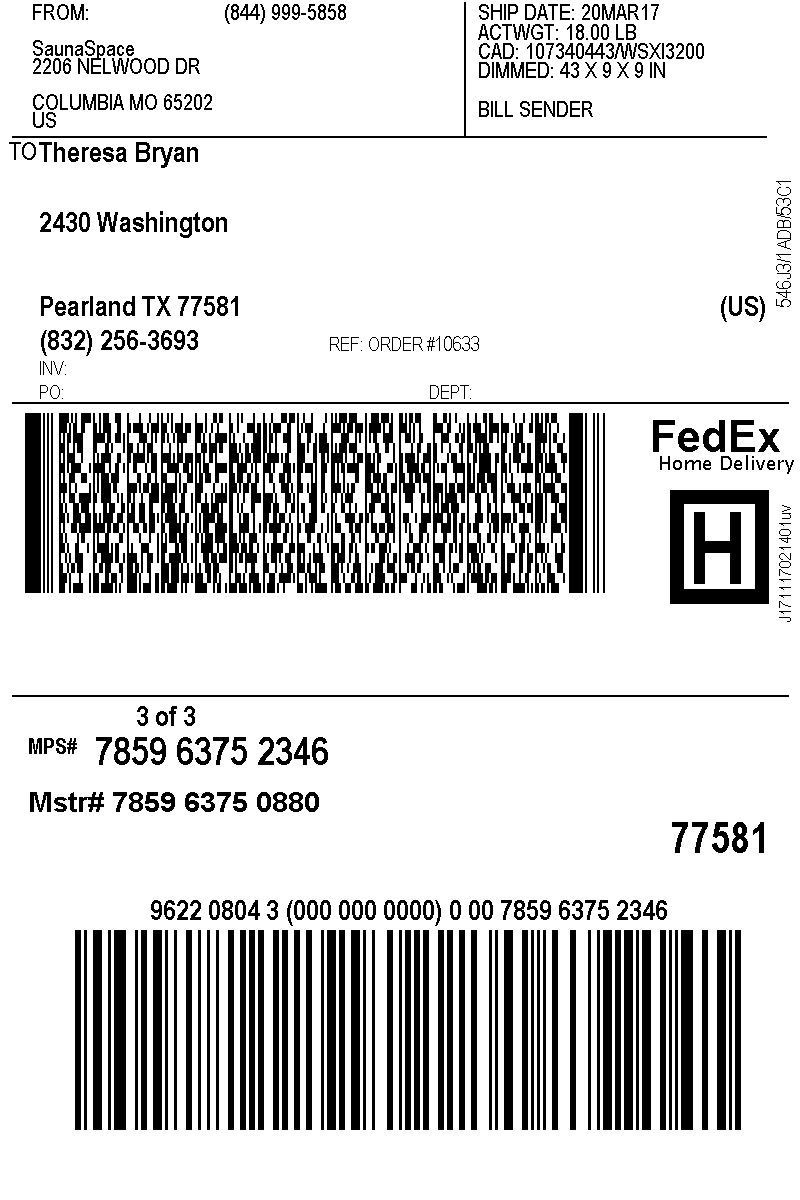 FROM: (844) 999-5858
SaunaSpace
2206 NELWOOD DR
COLUMBIA MO 65202
US
SHIP DATE: 20MAR17
ACTWGT: 18.00 LB
CAD: 107340443/WSXI3200
DIMMED: 43 X 9 X 9 IN
BILL SENDER
TO Theresa Bryan
2430 Washington
Pearland TX 77581 (US)
(832) 256-3693 REF: ORDER #10633
INV:
PO: DEPT:
546J3/1ADB/53C1
FedEx
Home Delivery
H
J171117021401uv
3 of 3
MPS# 7859 6375 2346
Mstr# 7859 6375 0880
77581
9622 0804 3 (000 000 0000) 0 00 7859 6375 2346